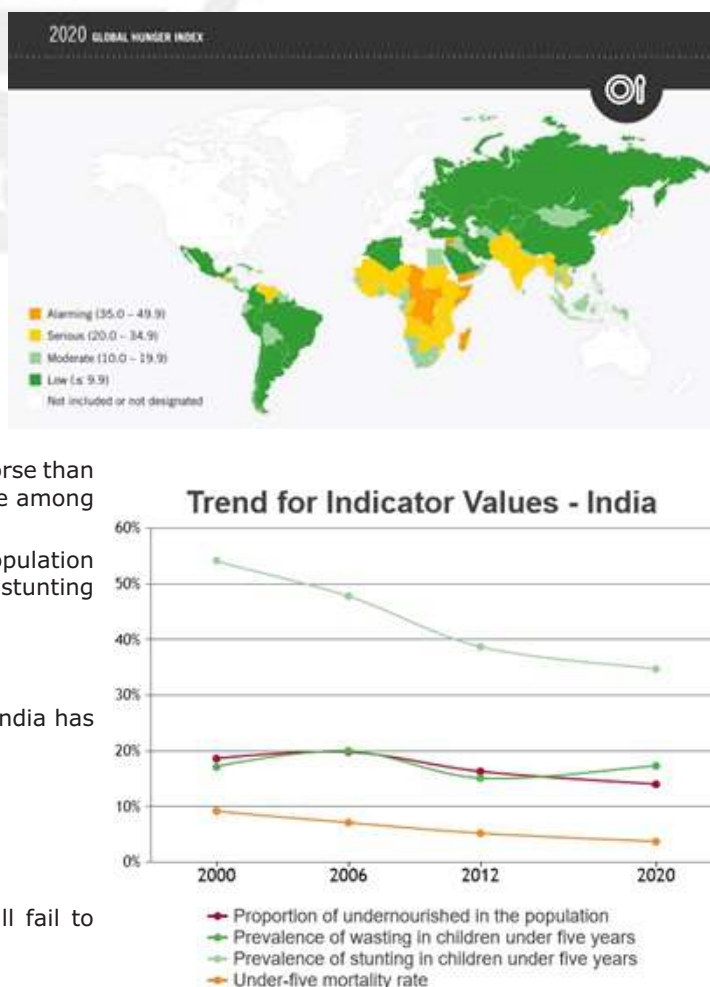 2020 GLOBAL HUNGER INDEX
Alarming (35.0 – 49.9)
Serious (20.0 – 34.9)
Moderate (10.0 – 19.9)
Low (≤ 9.9)
Not included or not designated
orse than
e among
opulation
stunting
ndia has
ll fail to
Trend for Indicator Values - India
60%
50%
40%
30%
20%
10%
0%
2000 2006 2012 2020
Proportion of undernourished in the population
Prevalence of wasting in children under five years
Prevalence of stunting in children under five years
Under-five mortality rate